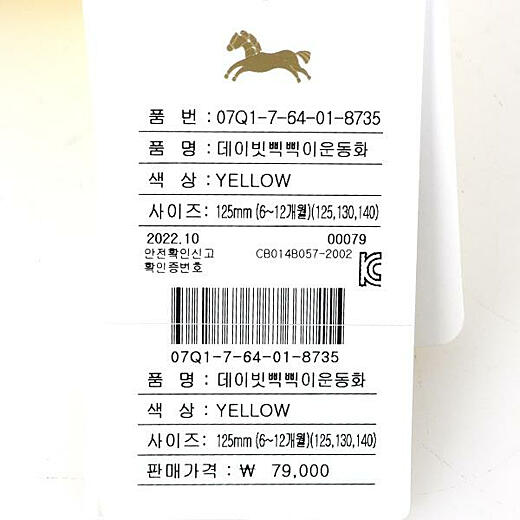 품 번 : 07Q1-7-64-01-8735
품 명 : 데이빗삑삑이운동화
색 상 : YELLOW
사이즈: 125mm (6~12개월)(125,130,140)
2022.10 00079
안전확인신고 CB014B057-2002
확인증번호
07Q1-7-64-01-8735
품 명 : 데이빗삑삑이운동화
색 상 : YELLOW
사이즈: 125mm (6~12개월)(125,130,140)
판매가격 : ₩ 79,000